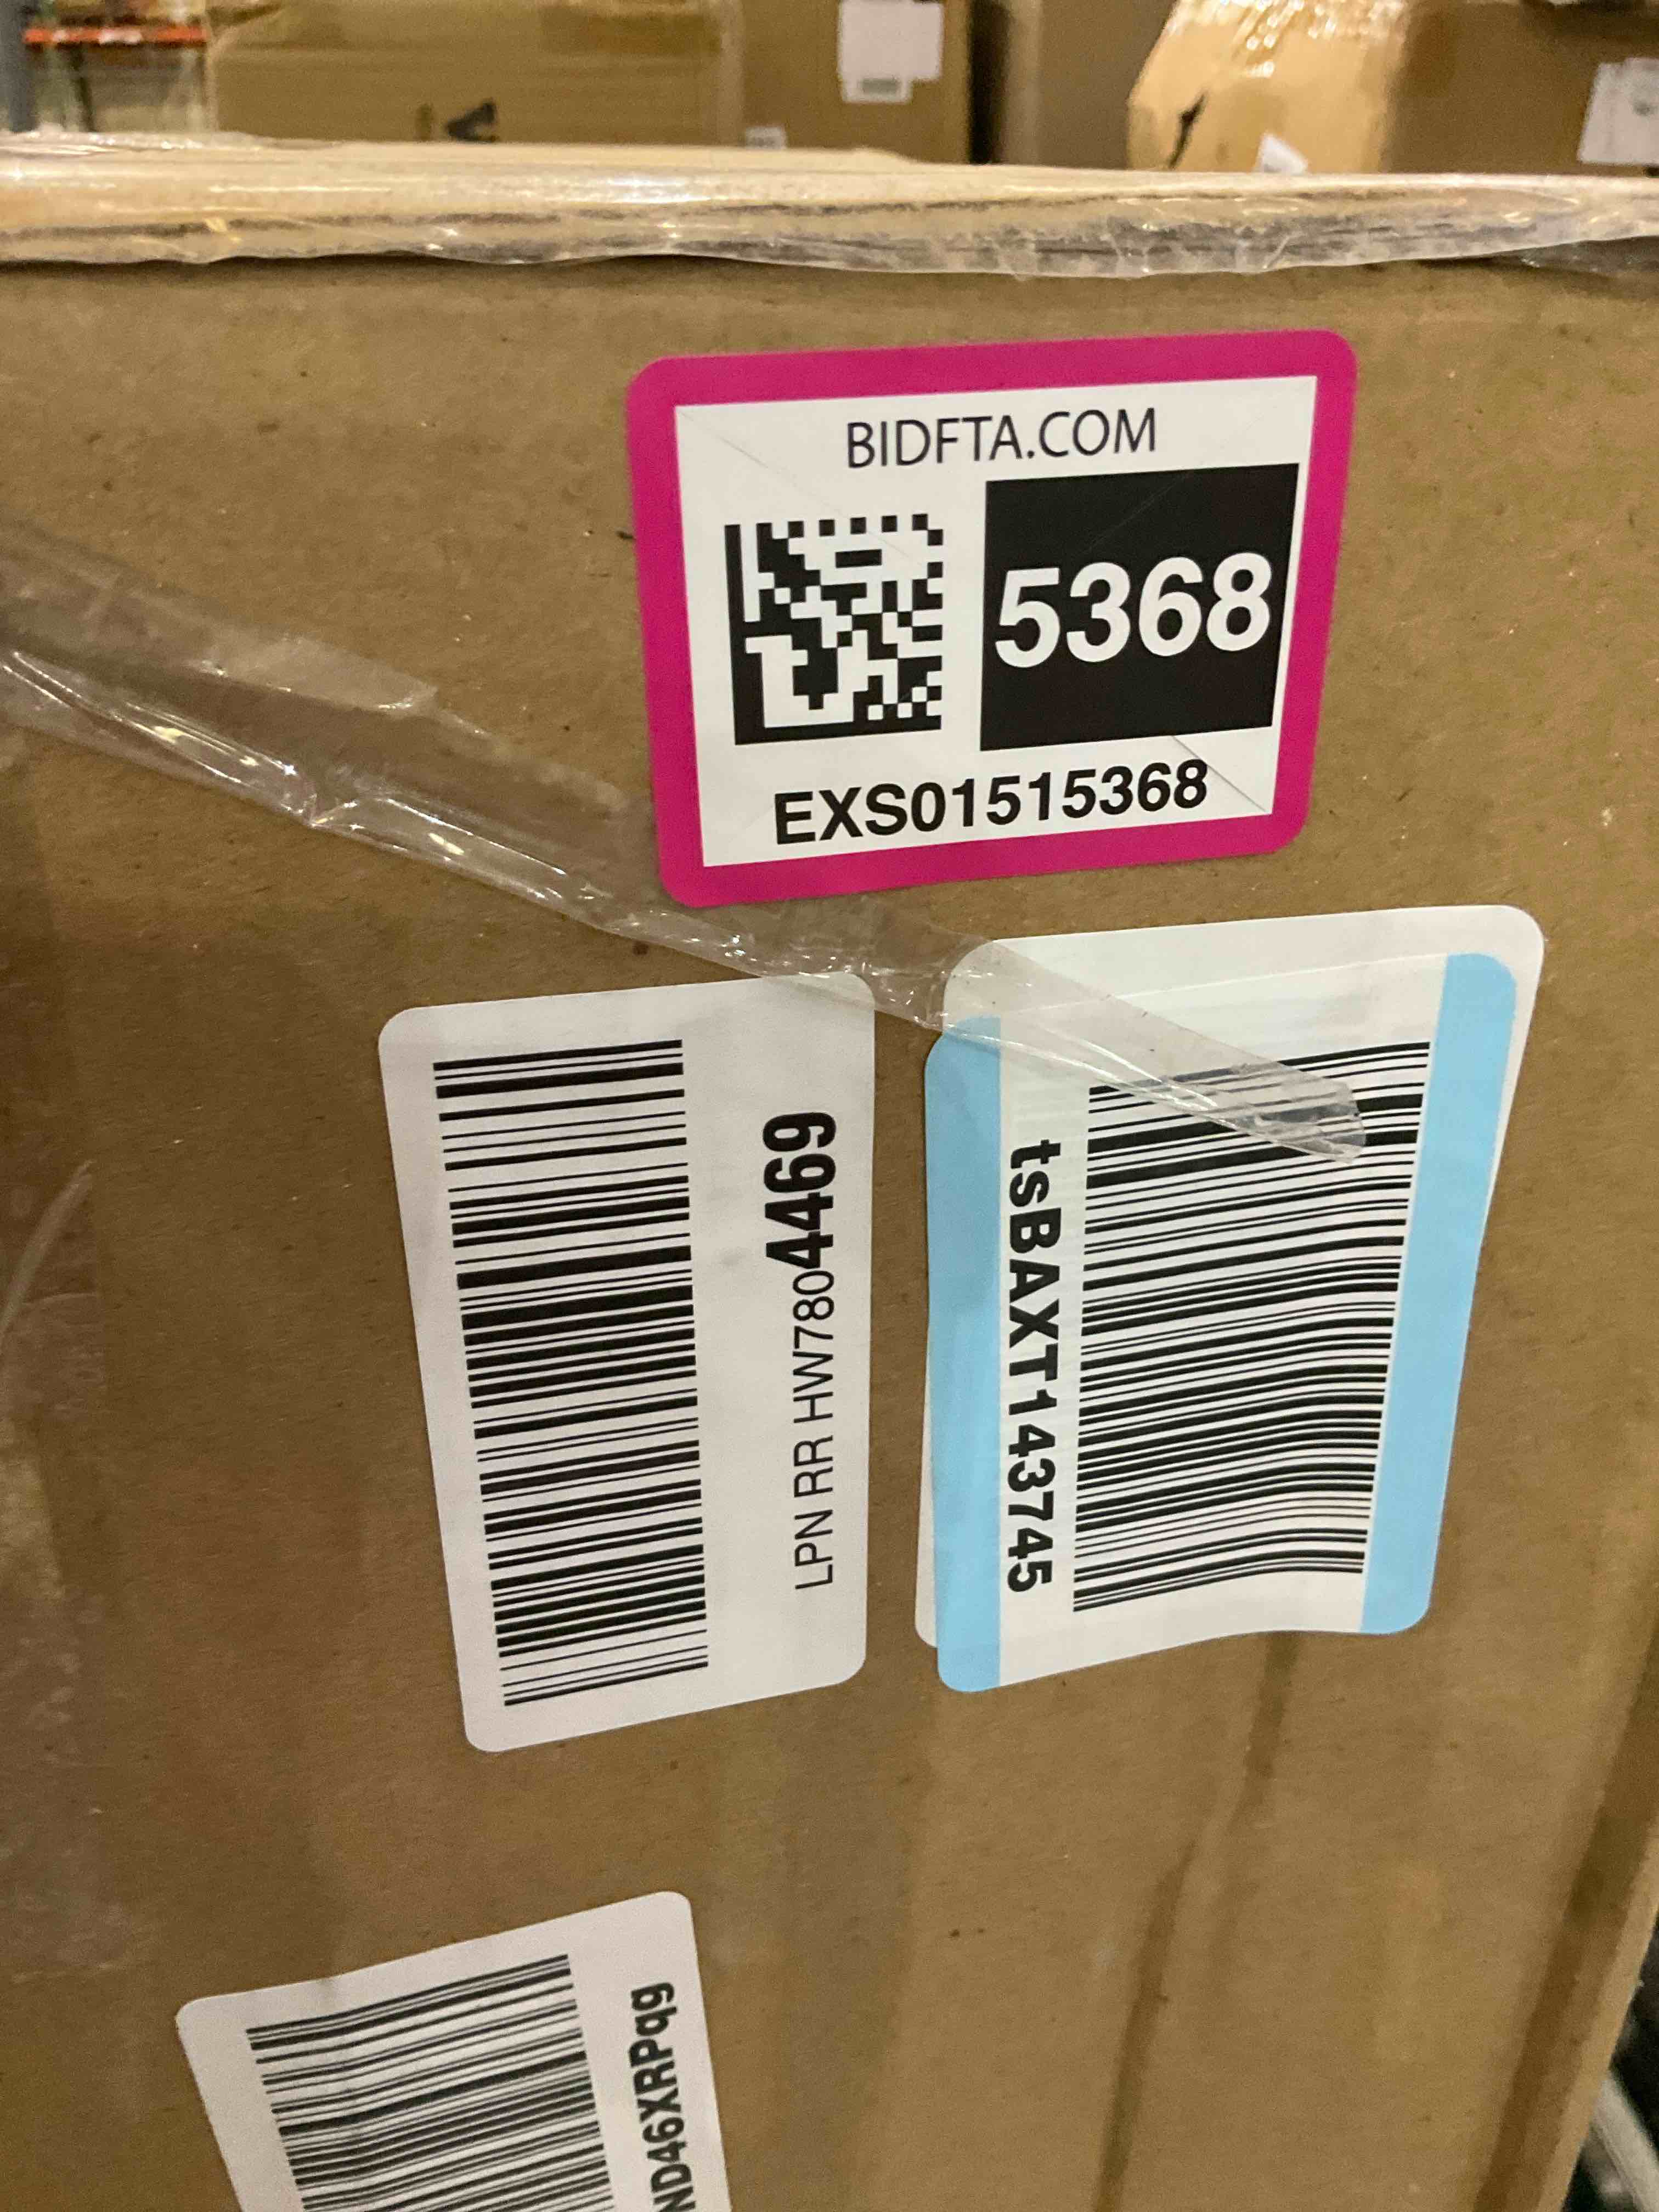 BIDFTA.COM
5368
EXS01515368
LPN RR HW7804469
tsBAXT143745
ND46XRPqg